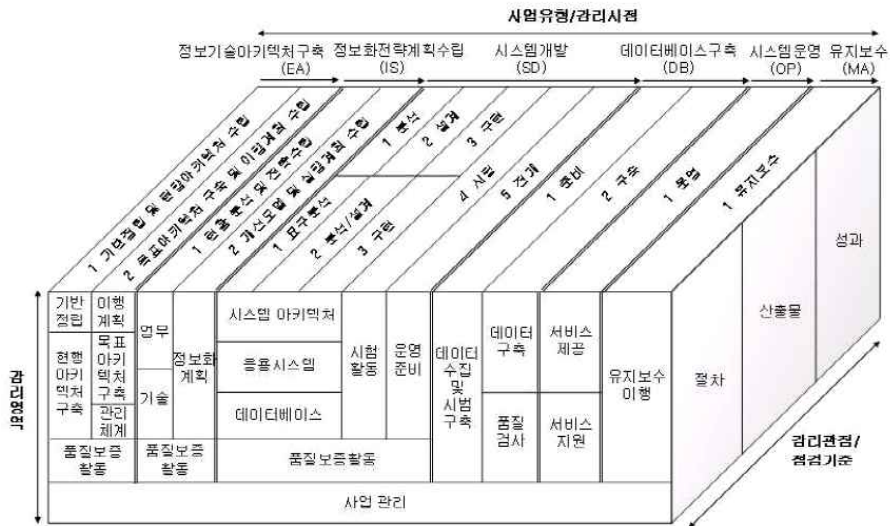 사업유형/감리시점
정보기술아키텍처구축 (EA)
정보화전략계획수립 (IS)
시스템개발 (SD)
데이터베이스구축 (DB)
시스템운영 (OP)
유지보수 (MA)
1 기반정립 및 현행아키텍처 수립
2 목표아키텍처 구축 및 이행계획 수립
1 및 전략 수립
2 개선모델 및 수립
1 분석
2 설계
3 구현
1 요구분석
2 분석/설계
3 구현
4 시험
5 전개
1 준비
2 구축
1 운영
1 유지보수
감리영역
기반
정립
이행
계획
현행
아키
텍처
구축
목표
아키
텍처
구축
관리
체계
업무
기술
정보화
계획
시스템 아키텍처
응용시스템
데이터베이스
시험
활동
운영
준비
데이터
수집
및
시범
구축
데이터
구축
품질
검사
서비스
제공
서비스
지원
유지보수
이행
품질보증
활동
품질보증
활동
품질보증활동
사업 관리
절차
산출물
성과
감리관점/
점검기준